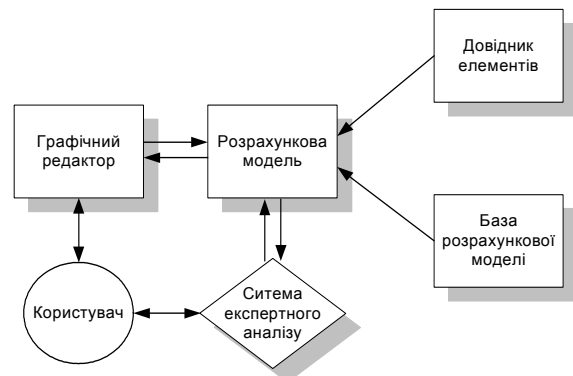 Довідник
елементів
Графічний
редактор
Розрахункова
модель
База
розрахункової
моделі
Користувач
Ситема
експертного
аналізу